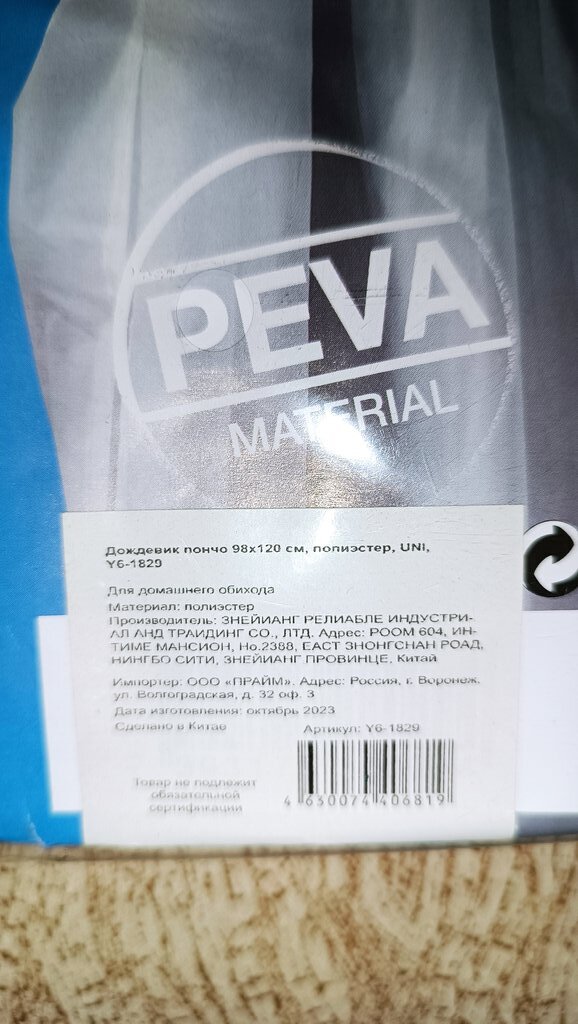 PEVA
MATERIAL
Дождевик пончо 98х120 см, полиэстер, UNI,
Y6-1829
Для домашнего обихода
Материал: полиэстер
Производитель: ЗНЕЙИАНГ РЕЛИАБЛЕ ИНДУСТРИ-
АЛ АНД ТРАИДИНГ СО., ЛТД. Адрес: РООМ 604, ИН-
ТИМЕ МАНСИОН, Но.2388, ЕАСТ ЗНОНГСНАН РОАД,
НИНГБО СИТИ, ЗНЕЙИАНГ ПРОВИНЦЕ, Китай
Импортер: ООО «ПРАЙМ». Адрес: Россия, г. Воронеж,
ул. Волгоградская, д. 32 оф. 3
Дата изготовления: октябрь 2023
Сделано в Китае Артикул: Y6-1829
Товар не подлежит
обязательной
сертификации
4 630074 406819